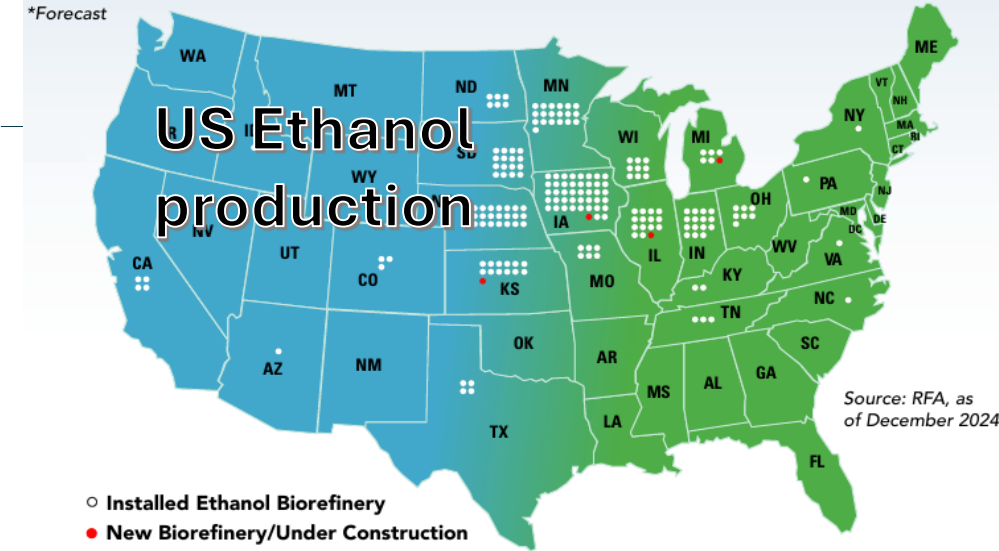 *Forecast
ME
WA
VT
MT
ND
MN
NH
NY
MA
US Ethanol
WI
MI
RI
CT
SD
WY
PA
NJ
production
IA
OH
MD
DE
NV
DC
UT
IL
IN
WV
VA
CA
CO
KS
MO
KY
NC
TN
OK
SC
AZ
NM
AR
GA
MS
AL
Source: RFA, as
of December 2024
LA
TX
FL
Installed Ethanol Biorefinery
New Biorefinery/Under Construction